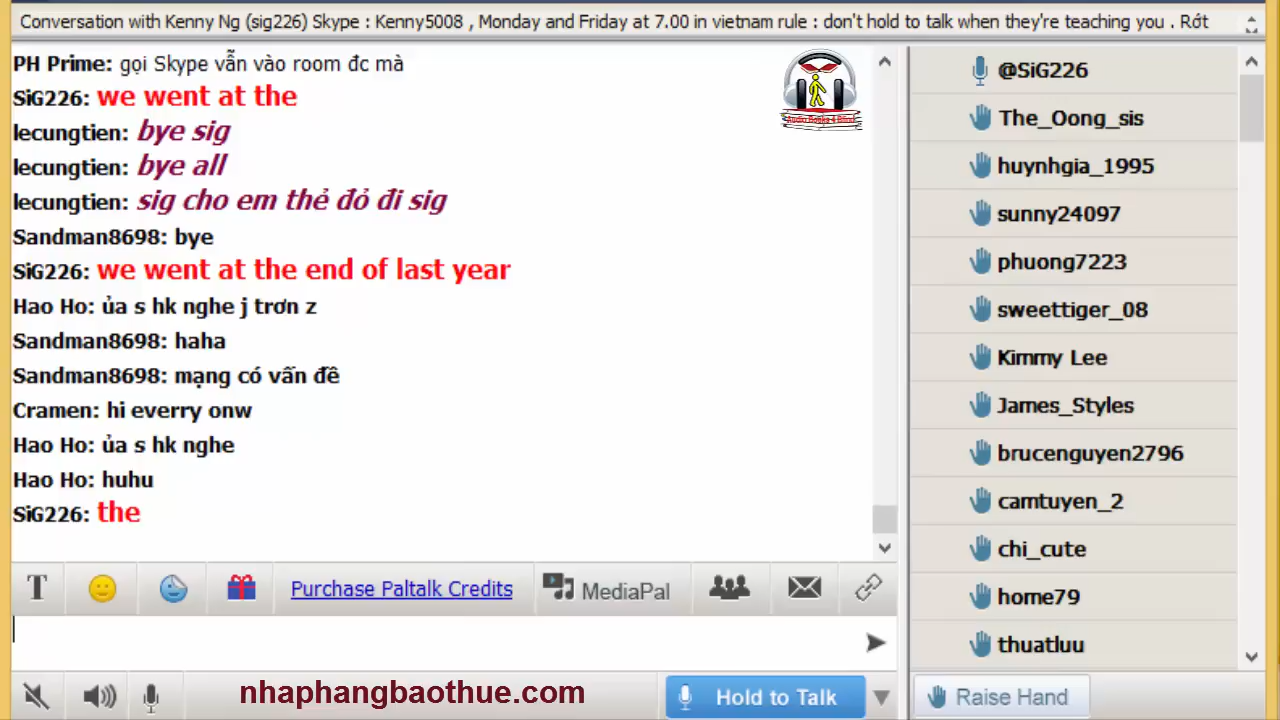 Conversation with Kenny Ng (sig226) Skype : Kenny5008 , Monday and Friday at 7.00 in vietnam rule : don't hold to talk when they're teaching you . Rớt
PH Prime: gọi Skype vẫn vào room đc mà
SiG226: we went at the
lecungtien: bye sig
lecungtien: bye all
lecungtien: sig cho em thẻ đỏ đi sig
Sandman8698: bye
SiG226: we went at the end of last year
Hao Ho: ủa s hk nghe j trơn z
Sandman8698: haha
Sandman8698: mạng có vấn đề
Cramen: hi everry onw
Hao Ho: ủa s hk nghe
Hao Ho: huhu
SiG226: the
Audio Books 4 Blind
T
Purchase Paltalk Credits
MediaPal
nhaphangbaothue.com
Hold to Talk
@SiG226
The_Oong_sis
huynhgia_1995
sunny24097
phuong7223
sweettiger_08
Kimmy Lee
James_Styles
brucenguyen2796
camtuyen_2
chi_cute
home79
thuatluu
Raise Hand